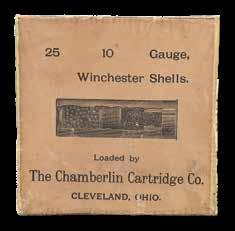 25 10 Gauge,
Winchester Shells.
Loaded by
The Chamberlin Cartridge Co.
CLEVELAND, OHIO.